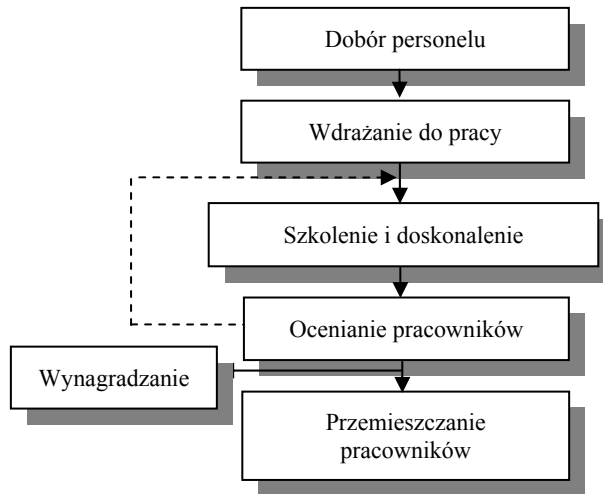 Dobór personelu
Wdrażanie do pracy
Szkolenie i doskonalenie
Ocenianie pracowników
Wynagradzanie
Przemieszczanie
pracowników